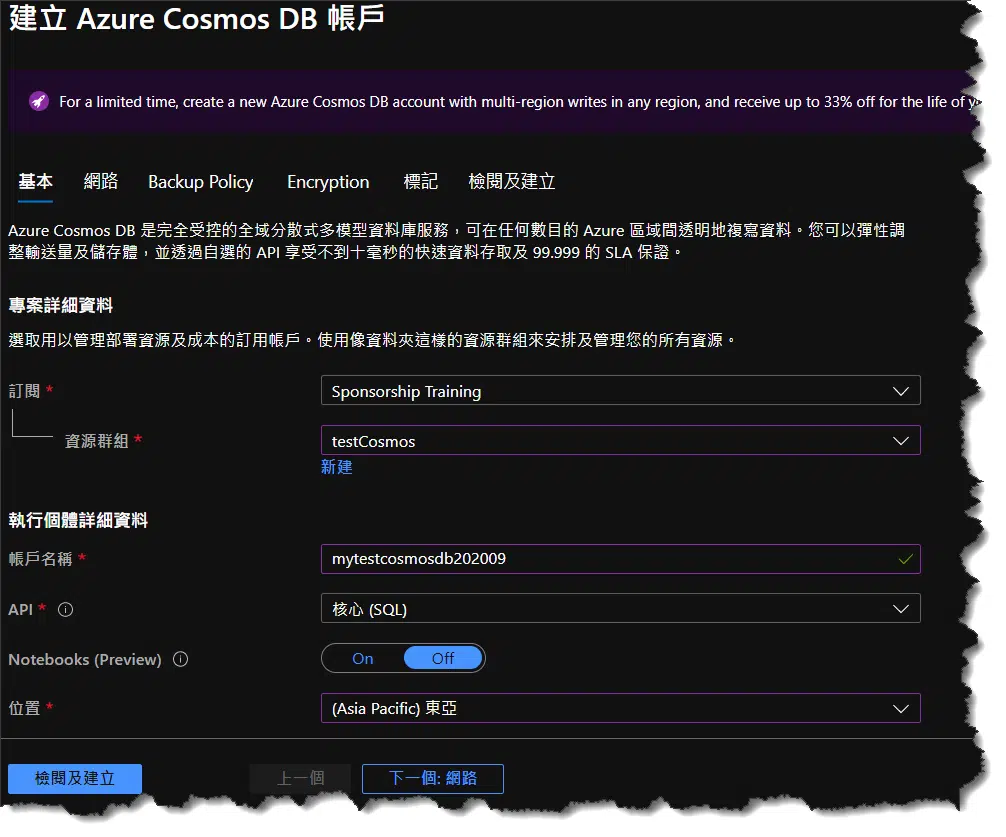 建立 Azure Cosmos DB 帳戶
For a limited time, create a new Azure Cosmos DB account with multi-region writes in any region, and receive up to 33% off for the life of
基本 網路 Backup Policy Encryption 標記 檢閱及建立
Azure Cosmos DB 是完全受控的全域分散式多模型資料庫服務，可在任何數目的 Azure 區域間透明地複寫資料。您可以彈性調
整輸送量及儲存體，並透過自選的 API 享受不到十毫秒的快速資料存取及 99.999 的 SLA 保證。
專案詳細資料
選取用以管理部署資源及成本的訂用帳戶。使用像資料夾這樣的資源群組來安排及管理您的所有資源。
訂閱 * Sponsorship Training
資源群組 * testCosmos
新建
執行個體詳細資料
帳戶名稱 * mytestcosmosdb202009
API * 核心 (SQL)
Notebooks (Preview) On Off
位置 * (Asia Pacific) 東亞
檢閱及建立 上一個 下一個: 網路